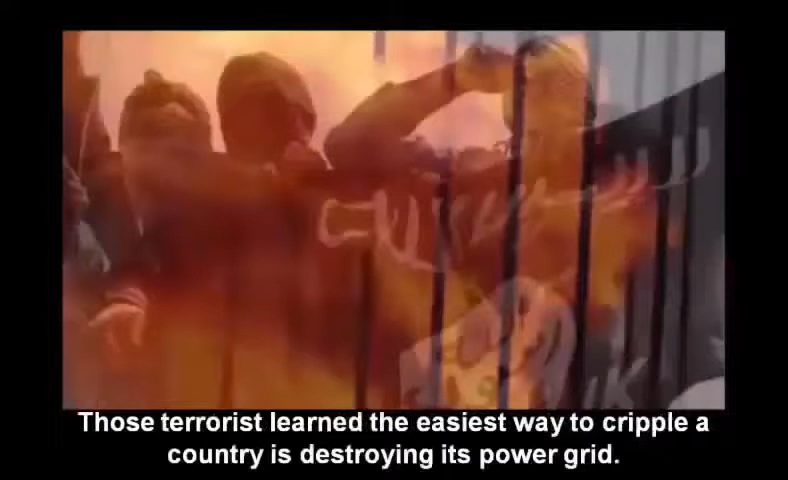 Those terrorist learned the easiest way to cripple a
country is destroying its power grid.